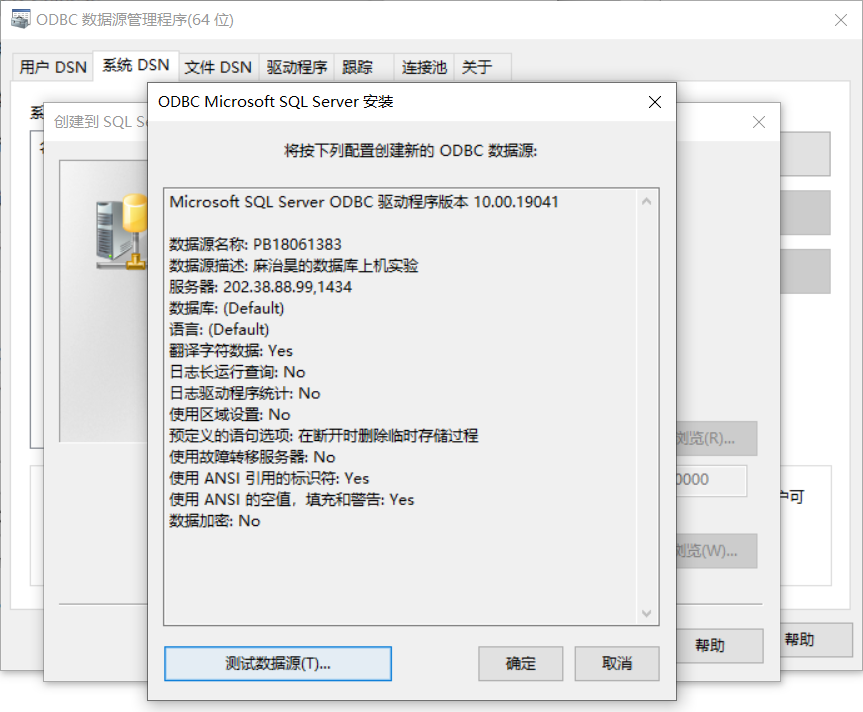 ODBC 数据源管理程序(64 位)
用户 DSN
系统 DSN
文件 DSN
驱动程序
跟踪
连接池
关于
创建到 SQL
ODBC Microsoft SQL Server 安装
将按下列配置创建新的 ODBC 数据源:
Microsoft SQL Server ODBC 驱动程序版本 10.00.19041
数据源名称: PB18061383
数据源描述: 麻治昊的数据库上机实验
服务器: 202.38.88.99,1434
数据库: (Default)
语言: (Default)
翻译字符数据: Yes
日志长运行查询: No
日志驱动程序统计: No
使用区域设置: No
预定义的语句选项: 在断开时删除临时存储过程
使用故障转移服务器: No
使用 ANSI 引用的标识符: Yes
使用 ANSI 的空值，填充和警告: Yes
数据加密: No
测试数据源(T)...
确定
取消
浏览(R)...
0000
户可
浏览(W)...
帮助
帮助